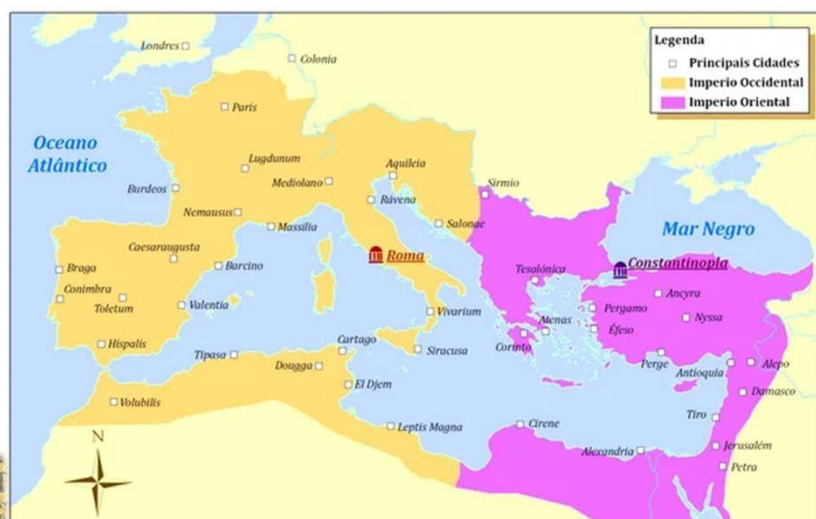 Legenda
Principais Cidades
Imperio Occidental
Imperio Oriental
Londres
Colonia
Paris
Oceano
Atlântico
Lugdunum
Aquileia
Mediolano
Burdeos
Sirmio
Rávena
Nemausus
Massilia
Salonae
Mar Negro
Caesaraugusta
Roma
Constantinopla
Braga
Barcino
Tesalónica
Conimbra
Toletum
Valentia
Ancyra
Pergamo
Nyssa
Vivarium
Atenas
Éfeso
Hispalis
Cartago
Corinto
Tipasa
Siracusa
Dougga
Perge
Antioquia
Alepo
El Djem
Damasco
Volubilis
Tiro
Leptis Magna
Cirene
N
Alexandria
Jerusalém
Petra